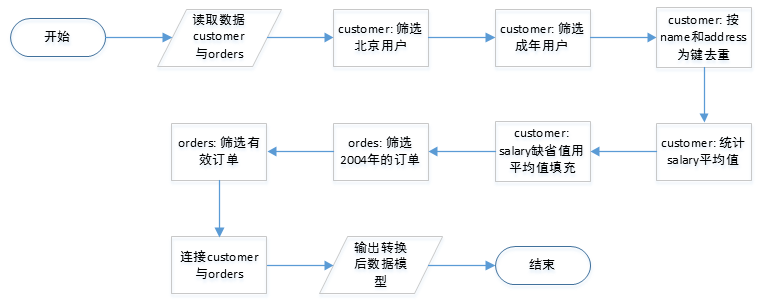 开始
读取数据
customer
与orders
customer: 筛选
北京用户
customer: 筛选
成年用户
customer: 按
name和address
为键去重
customer: 统计
salary平均值
customer:
salary缺省值用
平均值填充
ordes: 筛选
2004年的订单
orders: 筛选有
效订单
连接customer
与orders
输出转换
后数据模
型
结束